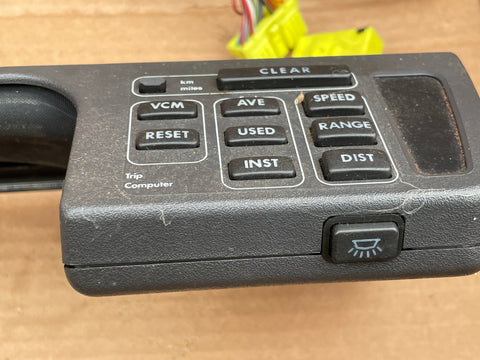 km
miles
CLEAR
VCM
AVE
SPEED
RESET
USED
RANGE
INST
DIST
Trip
Computer